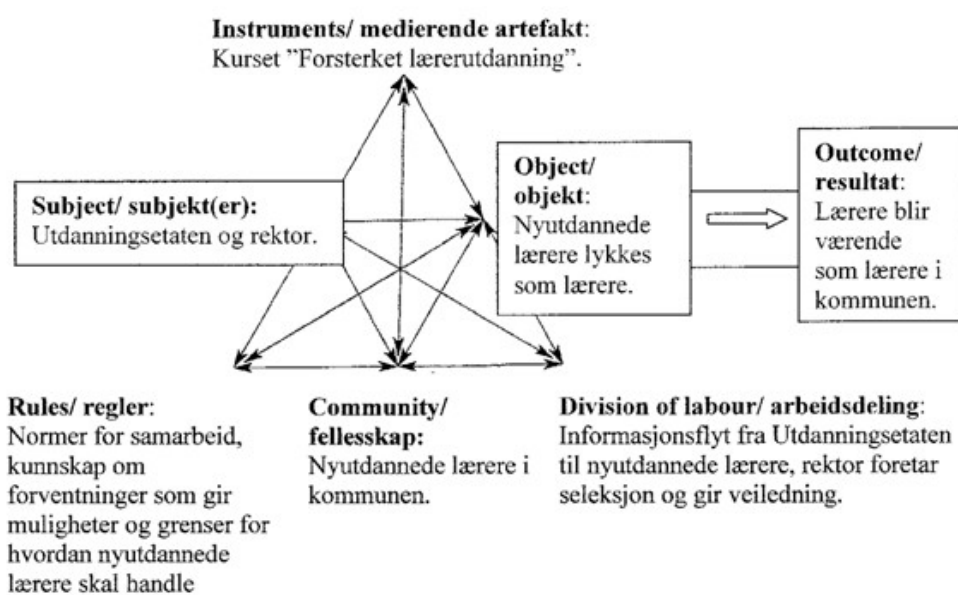 Instruments/ medierende artefakt:
Kurset ”Forsterket lærerutdanning”.
Subject/ subjekt(er):
Utdanningsetaten og rektor.
Object/
objekt:
Nyutdannede
lærere lykkes
som lærere.
Outcome/
resultat:
Lærere blir
værende
som lærere i
kommunen.
Rules/ regler:
Normer for samarbeid,
kunnskap om
forventninger som gir
muligheter og grenser for
hvordan nyutdannede
lærere skal handle
Community/
fellesskap:
Nyutdannede lærere i
kommunen.
Division of labour/ arbeidsdeling:
Informasjonsflyt fra Utdanningsetaten
til nyutdannede lærere, rektor foretar
seleksjon og gir veiledning.